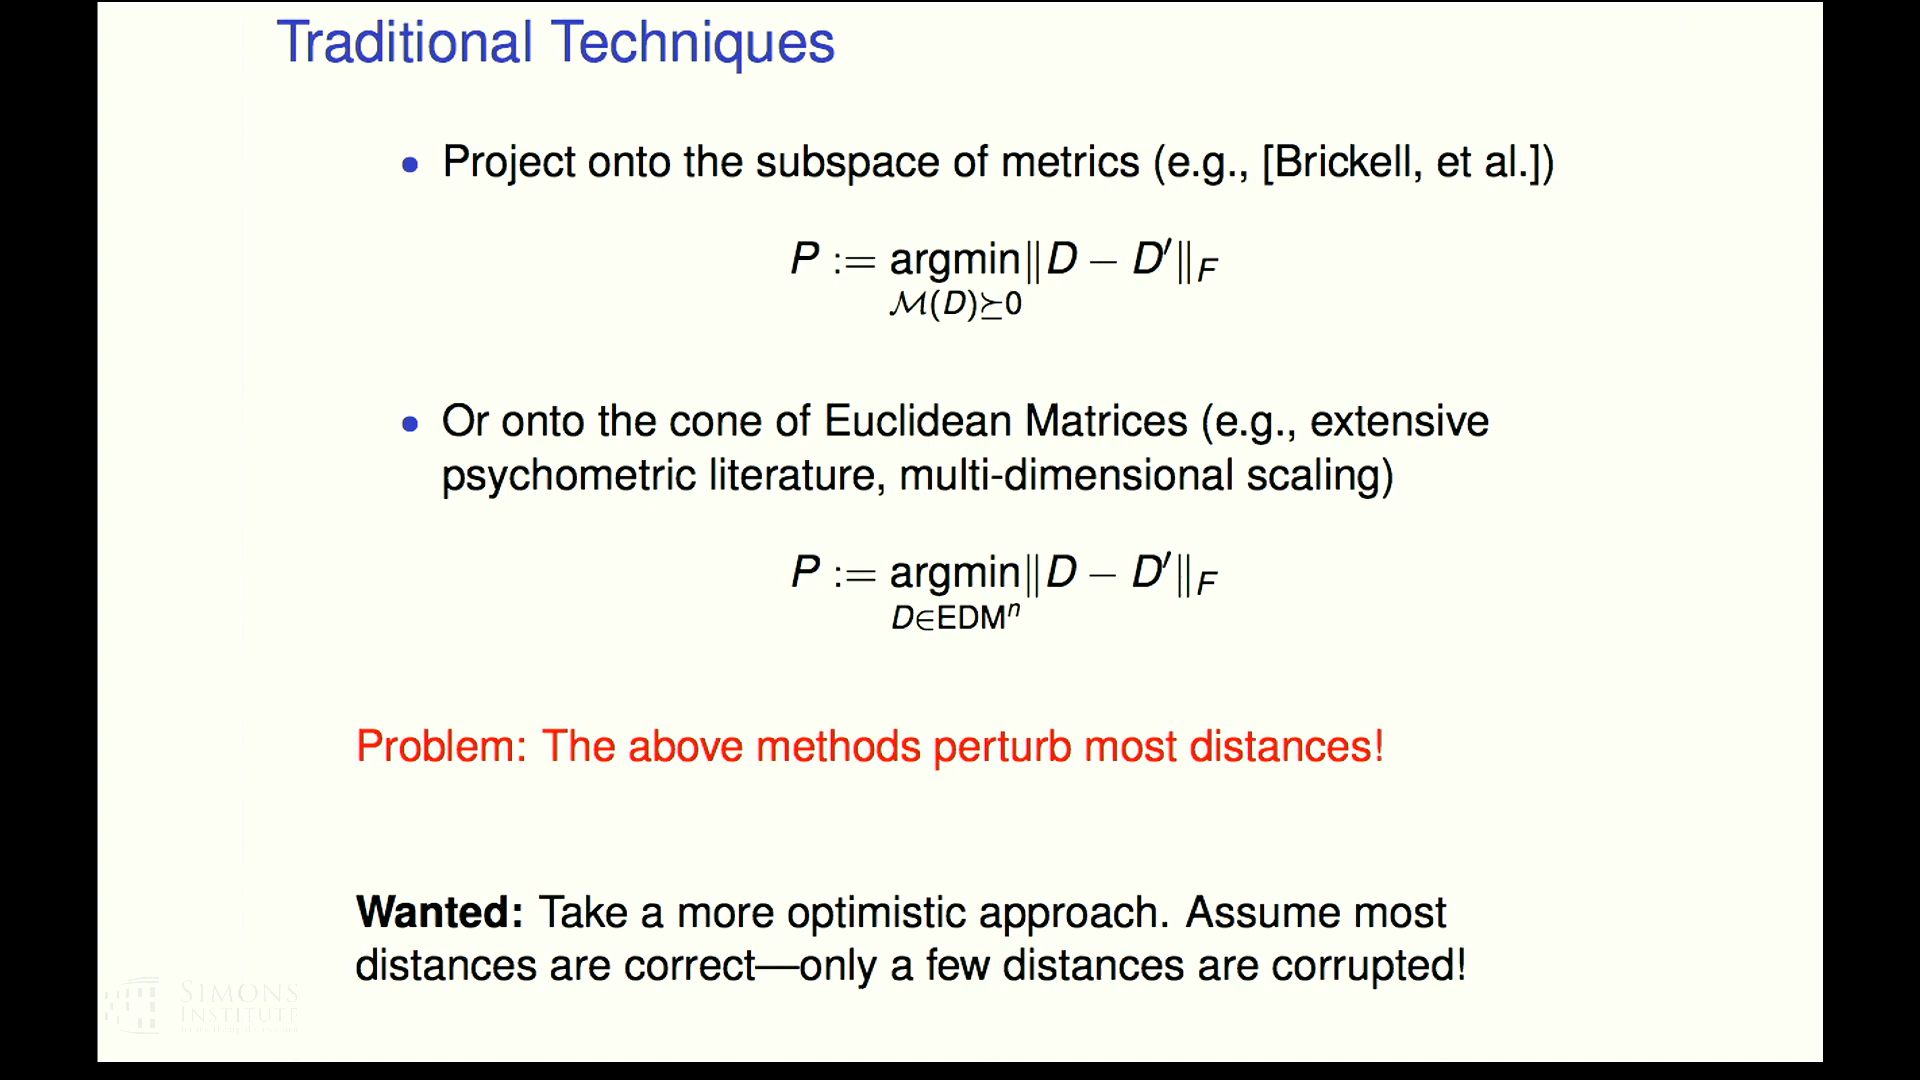 Traditional Techniques
• Project onto the subspace of metrics (e.g., [Brickell, et al.])
P := argmin‖D − D′‖_F
ℳ(D)⪰0
• Or onto the cone of Euclidean Matrices (e.g., extensive
psychometric literature, multi-dimensional scaling)
P := argmin‖D − D′‖_F
D∈EDMⁿ
Problem: The above methods perturb most distances!
Wanted: Take a more optimistic approach. Assume most
distances are correct—only a few distances are corrupted!
SIMONS
INSTITUTE